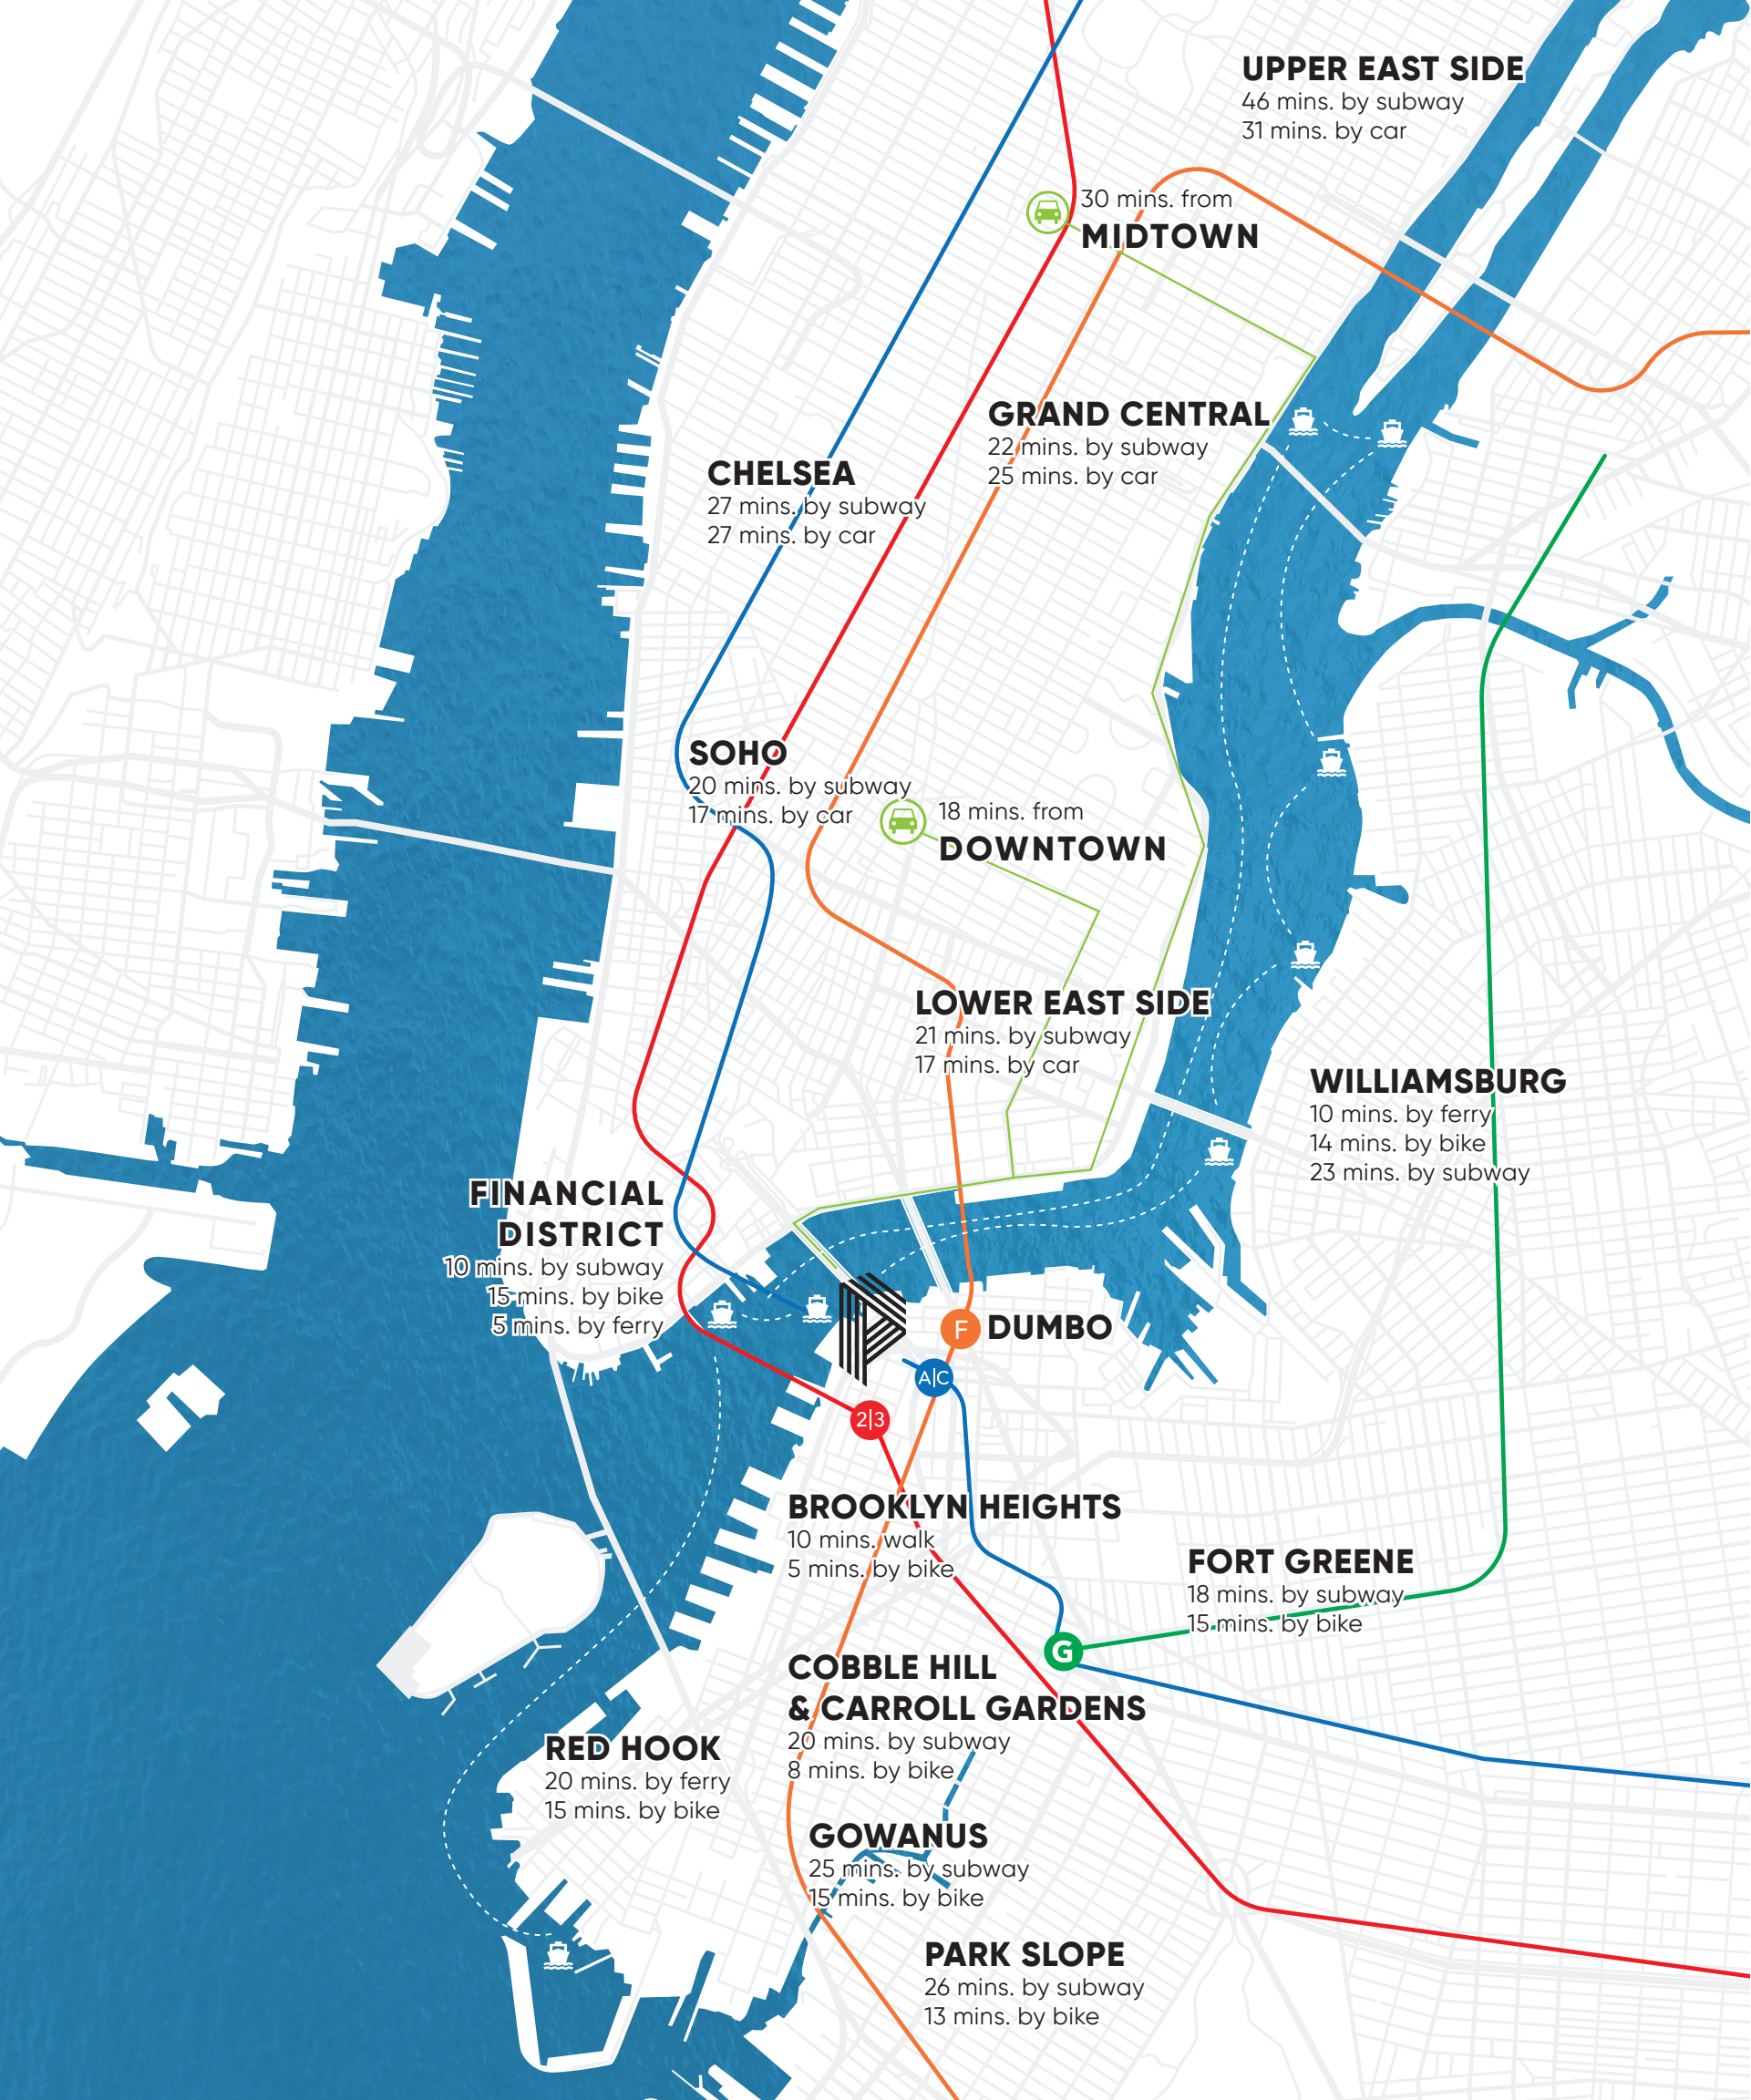 UPPER EAST SIDE
46 mins. by subway
31 mins. by car
30 mins. from
MIDTOWN
GRAND CENTRAL
22 mins. by subway
25 mins. by car
CHELSEA
27 mins. by subway
27 mins. by car
SOHO
20 mins. by subway
17 mins. by car
18 mins. from
DOWNTOWN
LOWER EAST SIDE
21 mins. by subway
17 mins. by car
WILLIAMSBURG
10 mins. by ferry
14 mins. by bike
23 mins. by subway
FINANCIAL
DISTRICT
10 mins. by subway
15 mins. by bike
5 mins. by ferry
F
DUMBO
A|C
2|3
BROOKLYN HEIGHTS
10 mins. walk
5 mins. by bike
FORT GREENE
18 mins. by subway
15 mins. by bike
G
COBBLE HILL
& CARROLL GARDENS
20 mins. by subway
8 mins. by bike
RED HOOK
20 mins. by ferry
15 mins. by bike
GOWANUS
25 mins. by subway
15 mins. by bike
PARK SLOPE
26 mins. by subway
13 mins. by bike